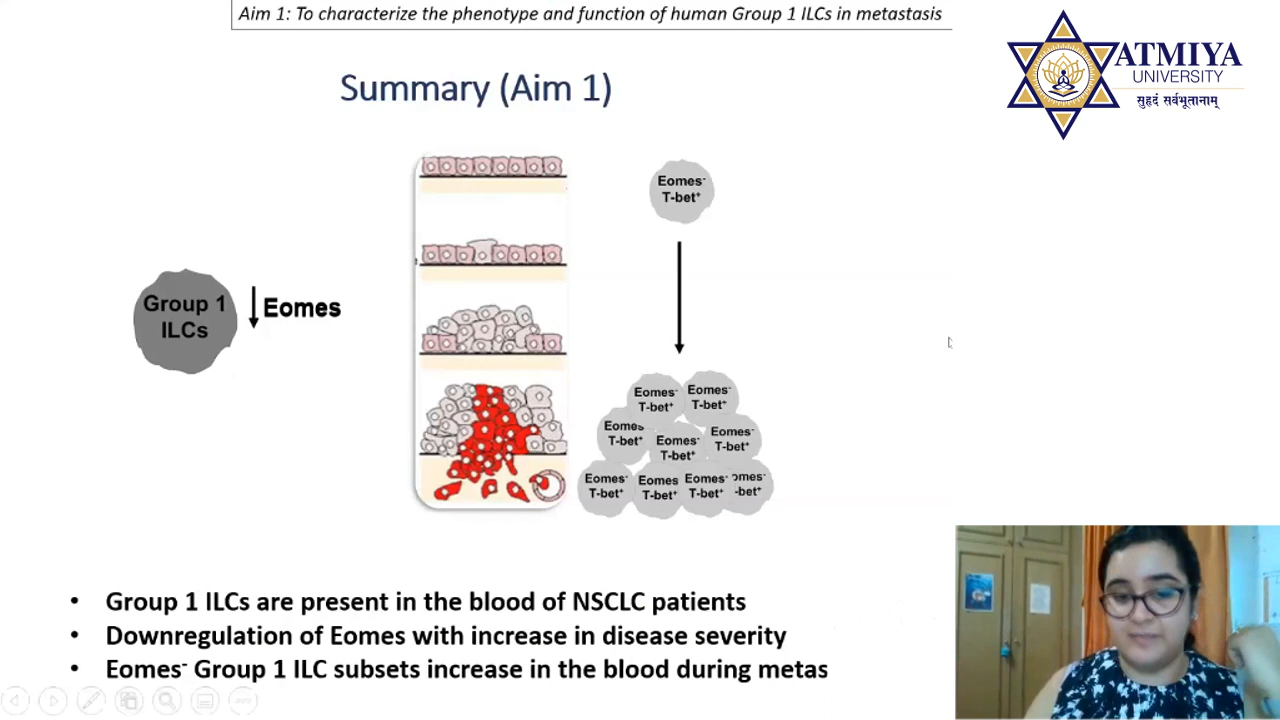 Aim 1: To characterize the phenotype and function of human Group 1 ILCs in metastasis
ATMIYA
UNIVERSITY
सुहृदं सर्वभूतानाम्
Summary (Aim 1)
Eomes⁻
T-bet⁺
Group 1
ILCs
Eomes
Eomes⁻
T-bet⁺
Eomes⁻
T-bet⁺
Eomes
T-bet⁺
Eomes⁻
T-bet⁺
Eomes⁻
T-bet⁺
Eomes⁻
T-bet⁺
Eomes
T-bet⁺
Eomes⁻
T-bet⁺
omes⁻
-bet⁺
• Group 1 ILCs are present in the blood of NSCLC patients
• Downregulation of Eomes with increase in disease severity
• Eomes⁻ Group 1 ILC subsets increase in the blood during metas